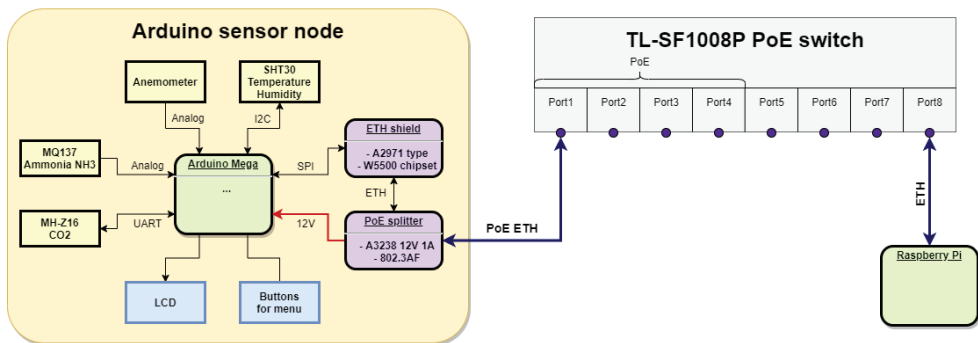 Arduino sensor node
TL-SF1008P PoE switch
PoE
Port1
Port2
Port3
Port4
Port5
Port6
Port7
Port8
Anemometer
SHT30
Temperature
Humidity
Analog
I2C
MQ137
Ammonia NH3
Analog
Arduino Mega
...
SPI
ETH shield
- A2971 type
- W5500 chipset
ETH
MH-Z16
CO2
UART
12V
PoE splitter
- A3238 12V 1A
- 802.3AF
PoE ETH
ETH
LCD
Buttons
for menu
Raspberry Pi